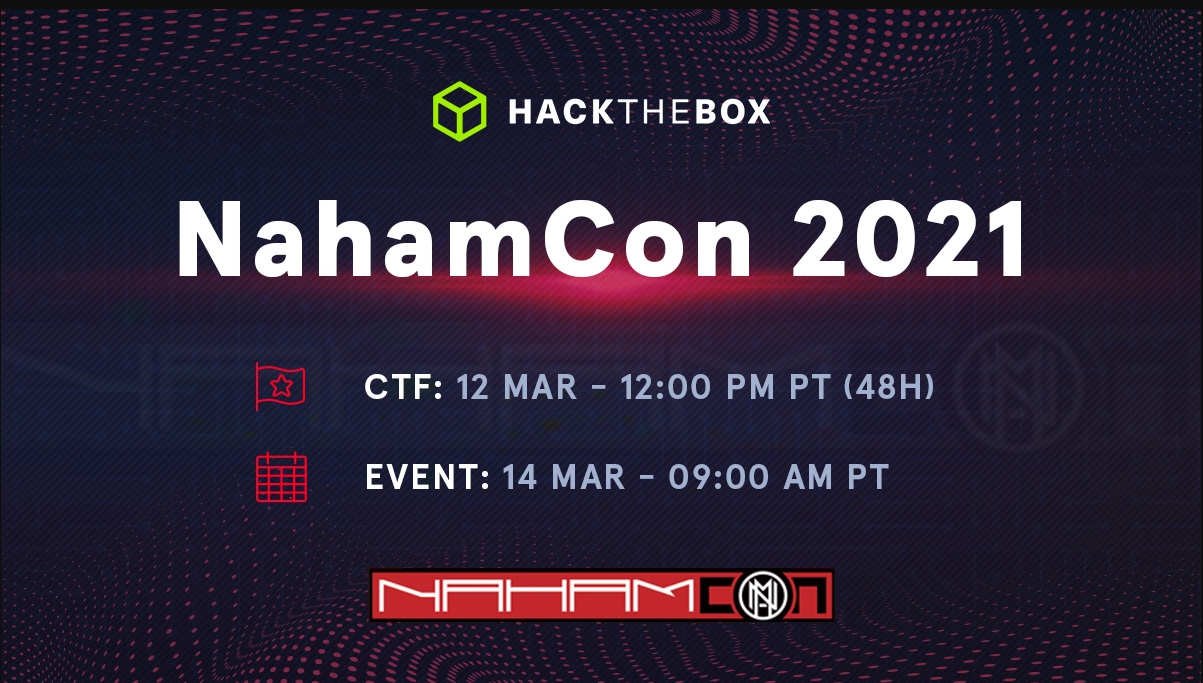 HACKTHEBOX
NahamCon 2021
CTF: 12 MAR - 12:00 PM PT (48H)
EVENT: 14 MAR - 09:00 AM PT
NAHAMCON